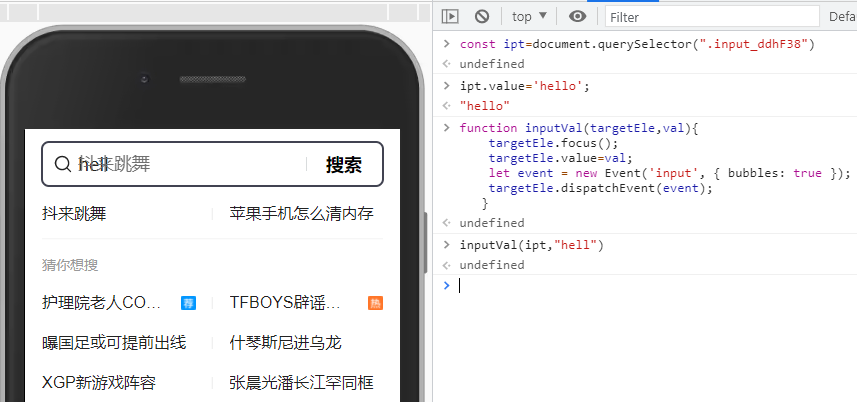 top
Filter
Defa
const ipt=document.querySelector(".input_ddhF38")
undefined
ipt.value='hello';
"hello"
function inputVal(targetEle,val){
targetEle.focus();
targetEle.value=val;
let event = new Event('input', { bubbles: true });
targetEle.dispatchEvent(event);
}
undefined
inputVal(ipt,"hell")
undefined
抖来跳舞
hell
搜索
抖来跳舞
苹果手机怎么清内存
猜你想搜
护理院老人CO... 荐
TFBOYS辟谣... 热
曝国足或可提前出线
什琴斯尼进乌龙
XGP新游戏阵容
张晨光潘长江罕同框